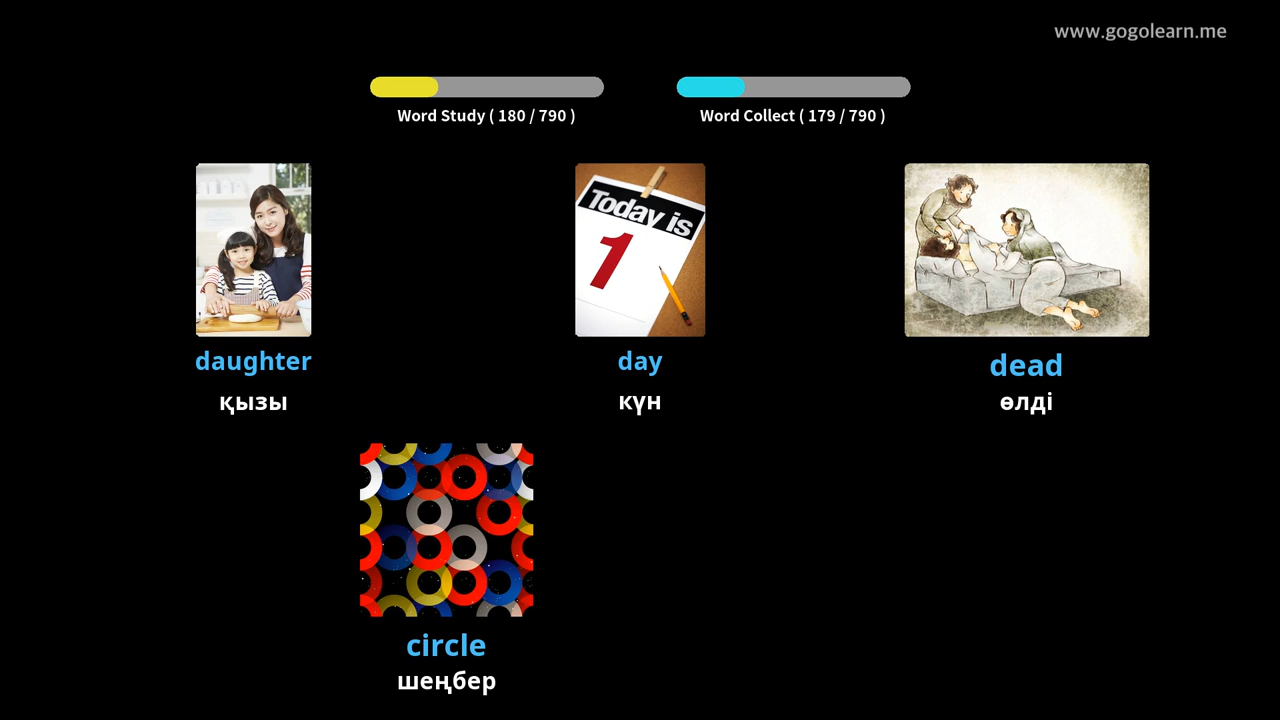 www.gogolearn.me
Word Study ( 180 / 790 )
Word Collect ( 179 / 790 )
Today is
1
daughter
day
dead
қызы
күн
өлді
circle
шеңбер